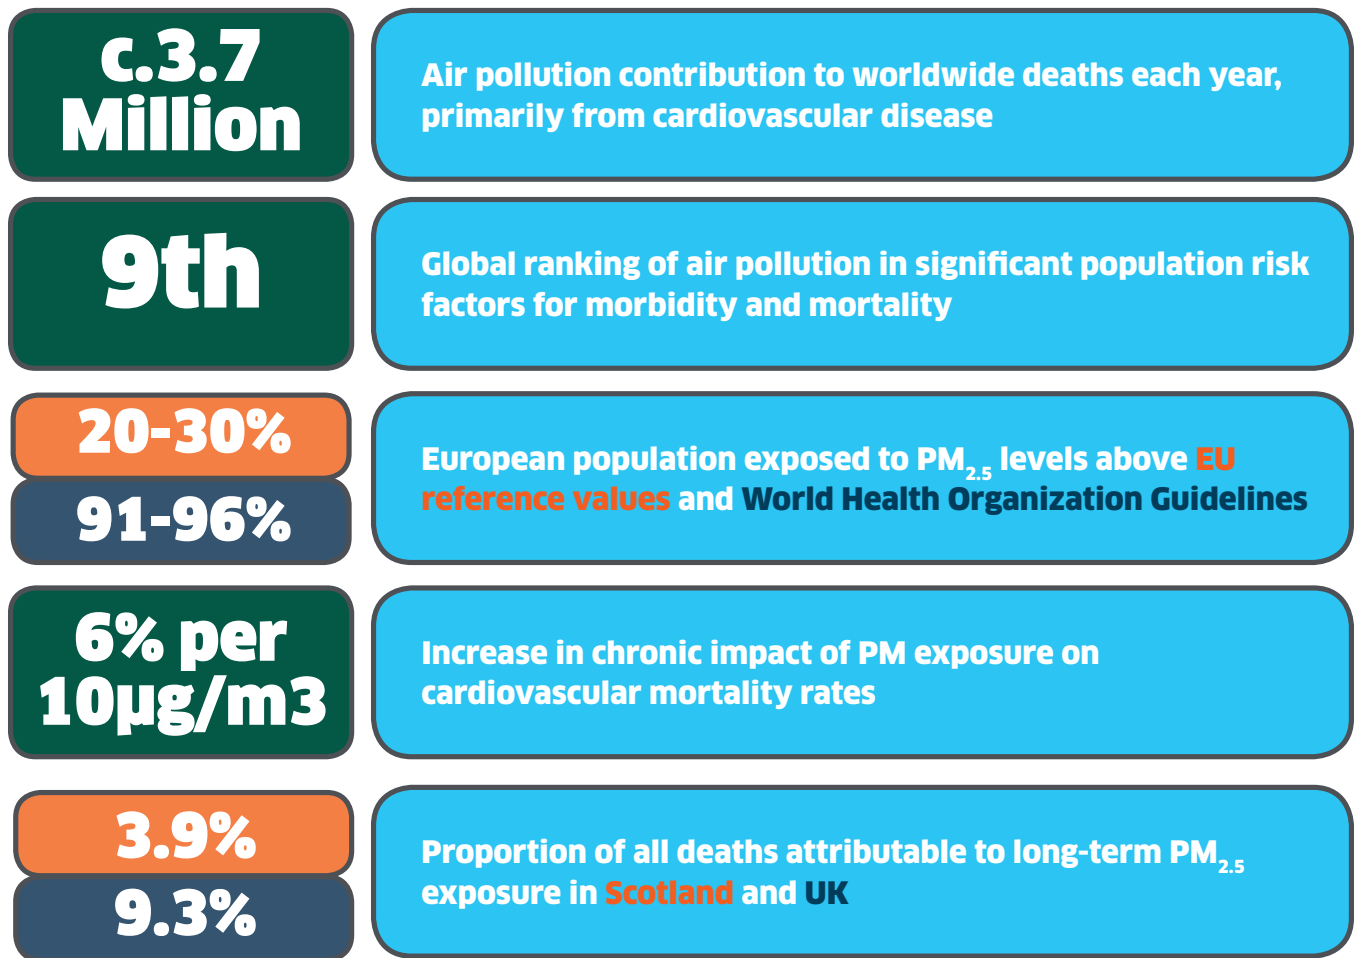 c.3.7
Million
Air pollution contribution to worldwide deaths each year,
primarily from cardiovascular disease
9th
Global ranking of air pollution in significant population risk
factors for morbidity and mortality
20-30%
91-96%
European population exposed to PM2.5 levels above EU
reference values and World Health Organization Guidelines
6% per
10µg/m3
Increase in chronic impact of PM exposure on
cardiovascular mortality rates
3.9%
9.3%
Proportion of all deaths attributable to long-term PM2.5
exposure in Scotland and UK